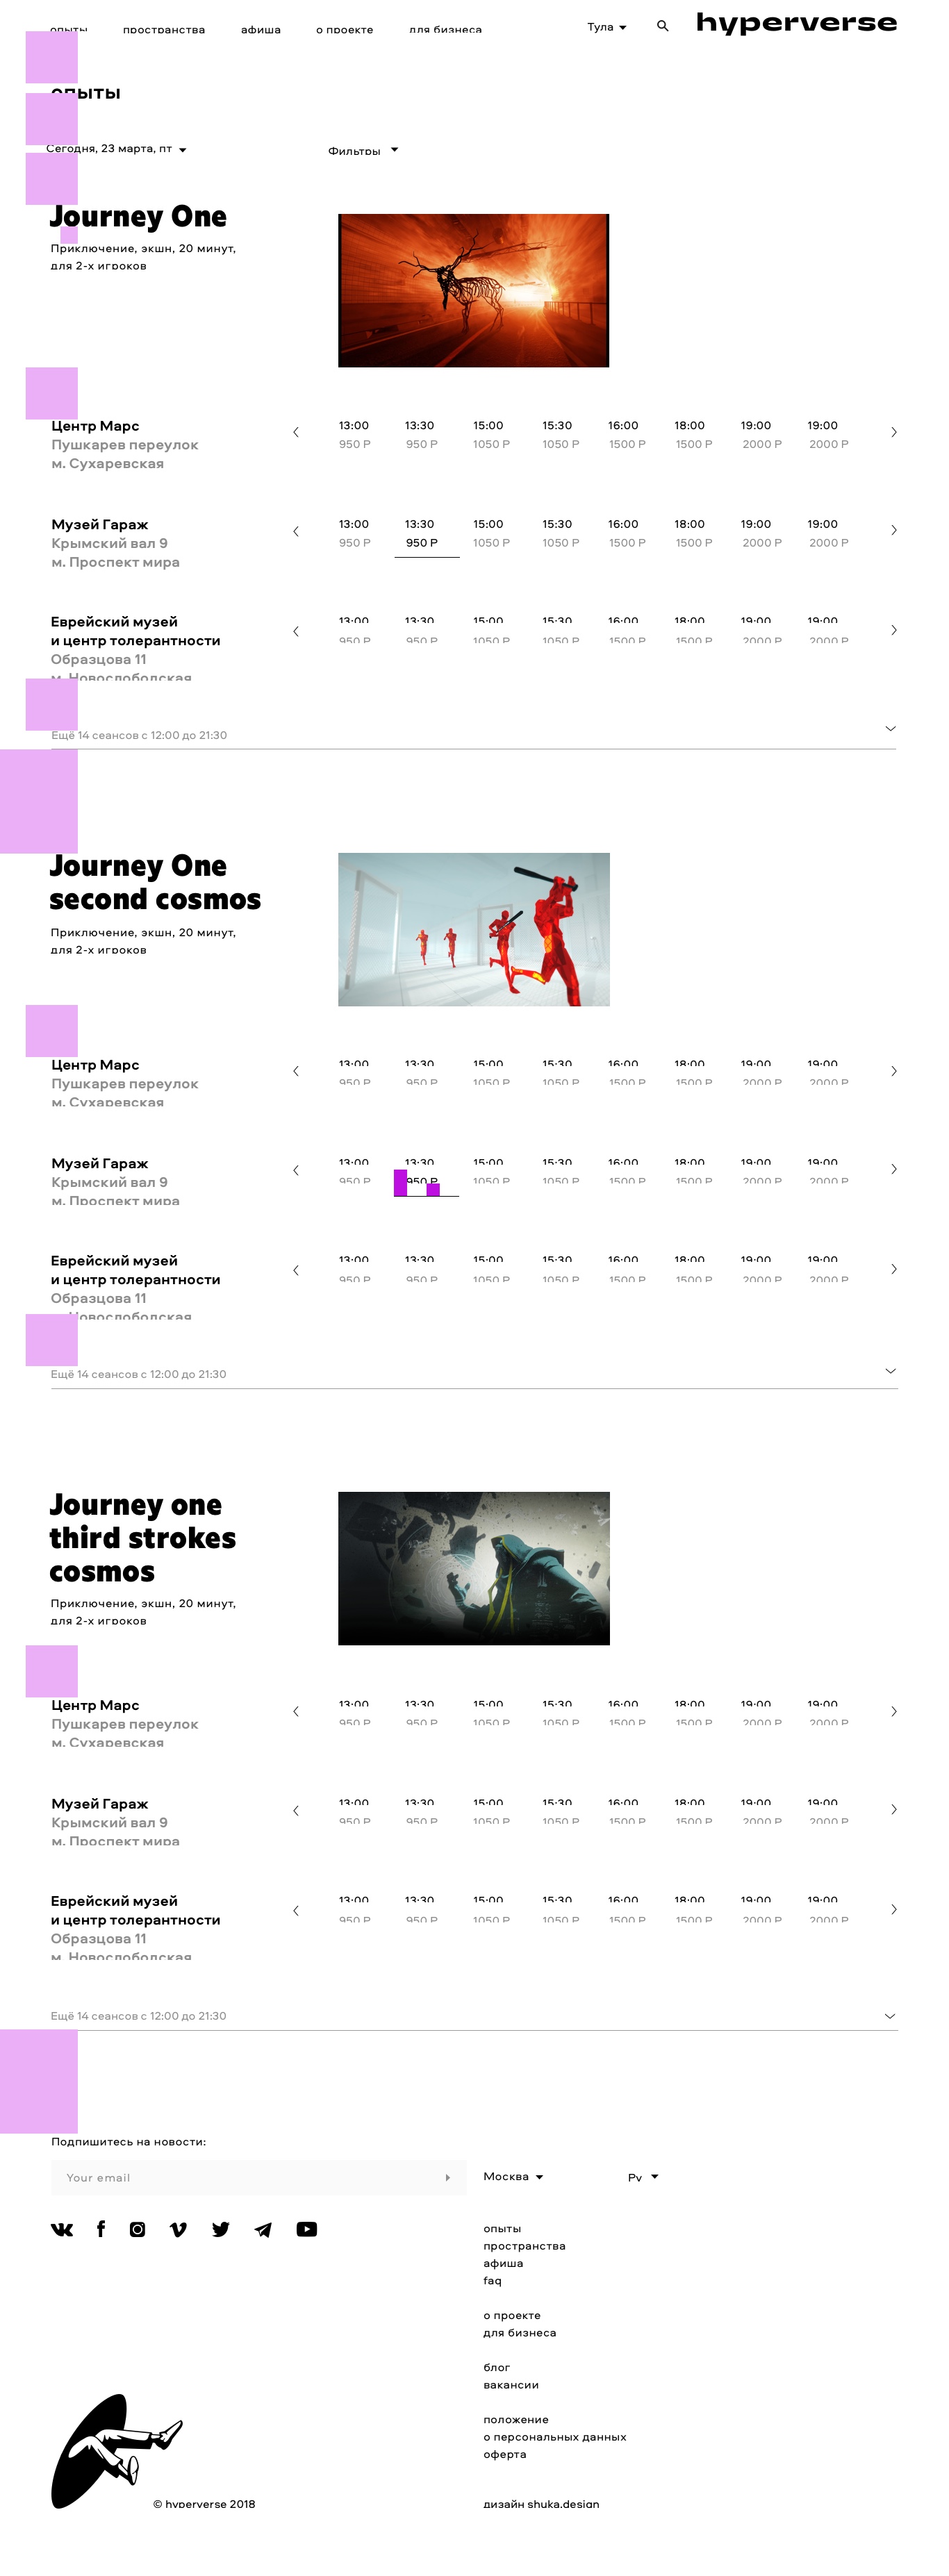 опыты пространства афиша о проекте для бизнеса Тула hyperverse
опыты
Сегодня, 23 марта, пт Фильтры
Journey One
Приключение, экшн, 20 минут,
для 2-х игроков
Центр Марс
Пушкарев переулок
м. Сухаревская
13:00 13:30 15:00 15:30 16:00 18:00 19:00 19:00
950 Р 950 Р 1050 Р 1050 Р 1500 Р 1500 Р 2000 Р 2000 Р
Музей Гараж
Крымский вал 9
м. Проспект мира
13:00 13:30 15:00 15:30 16:00 18:00 19:00 19:00
950 Р 950 Р 1050 Р 1050 Р 1500 Р 1500 Р 2000 Р 2000 Р
Еврейский музей
и центр толерантности
Образцова 11
м. Новослободская
13:00 13:30 15:00 15:30 16:00 18:00 19:00 19:00
950 Р 950 Р 1050 Р 1050 Р 1500 Р 1500 Р 2000 Р 2000 Р
Ещё 14 сеансов с 12:00 до 21:30
Journey One
second cosmos
Приключение, экшн, 20 минут,
для 2-х игроков
Центр Марс
Пушкарев переулок
м. Сухаревская
13:00 13:30 15:00 15:30 16:00 18:00 19:00 19:00
950 Р 950 Р 1050 Р 1050 Р 1500 Р 1500 Р 2000 Р 2000 Р
Музей Гараж
Крымский вал 9
м. Проспект мира
13:00 13:30 15:00 15:30 16:00 18:00 19:00 19:00
950 Р 950 Р 1050 Р 1050 Р 1500 Р 1500 Р 2000 Р 2000 Р
Еврейский музей
и центр толерантности
Образцова 11
Новослободская
13:00 13:30 15:00 15:30 16:00 18:00 19:00 19:00
950 Р 950 Р 1050 Р 1050 Р 1500 Р 1500 Р 2000 Р 2000 Р
Ещё 14 сеансов с 12:00 до 21:30
Journey one
third strokes
cosmos
Приключение, экшн, 20 минут,
для 2-х игроков
Центр Марс
Пушкарев переулок
м. Сухаревская
13:00 13:30 15:00 15:30 16:00 18:00 19:00 19:00
950 Р 950 Р 1050 Р 1050 Р 1500 Р 1500 Р 2000 Р 2000 Р
Музей Гараж
Крымский вал 9
м. Проспект мира
13:00 13:30 15:00 15:30 16:00 18:00 19:00 19:00
950 Р 950 Р 1050 Р 1050 Р 1500 Р 1500 Р 2000 Р 2000 Р
Еврейский музей
и центр толерантности
Образцова 11
м. Новослободская
13:00 13:30 15:00 15:30 16:00 18:00 19:00 19:00
950 Р 950 Р 1050 Р 1050 Р 1500 Р 1500 Р 2000 Р 2000 Р
Ещё 14 сеансов с 12:00 до 21:30
Подпишитесь на новости:
Your email
Москва Ру
опыты
пространства
афиша
faq
о проекте
для бизнеса
блог
вакансии
положение
о персональных данных
оферта
© hyperverse 2018
дизайн shuka.design